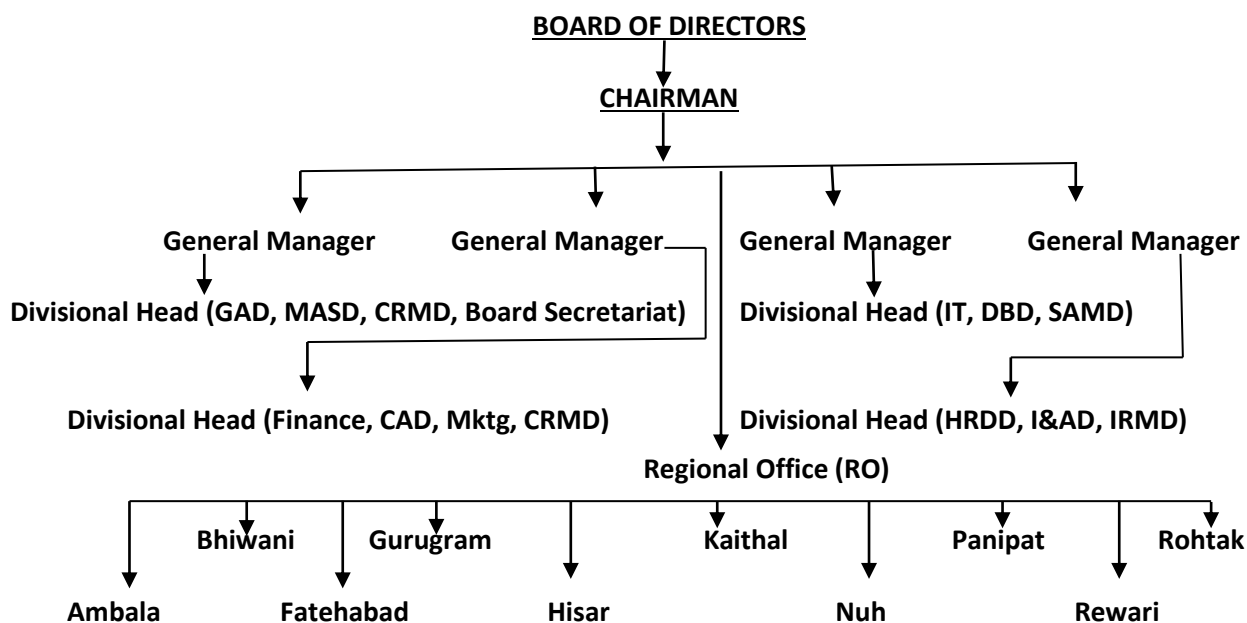 BOARD OF DIRECTORS
CHAIRMAN
General Manager General Manager General Manager General Manager
Divisional Head (GAD, MASD, CRMD, Board Secretariat) Divisional Head (IT, DBD, SAMD)
Divisional Head (Finance, CAD, Mktg, CRMD) Divisional Head (HRDD, I&AD, IRMD)
Regional Office (RO)
Bhiwani Gurugram Kaithal Panipat Rohtak
Ambala Fatehabad Hisar Nuh Rewari